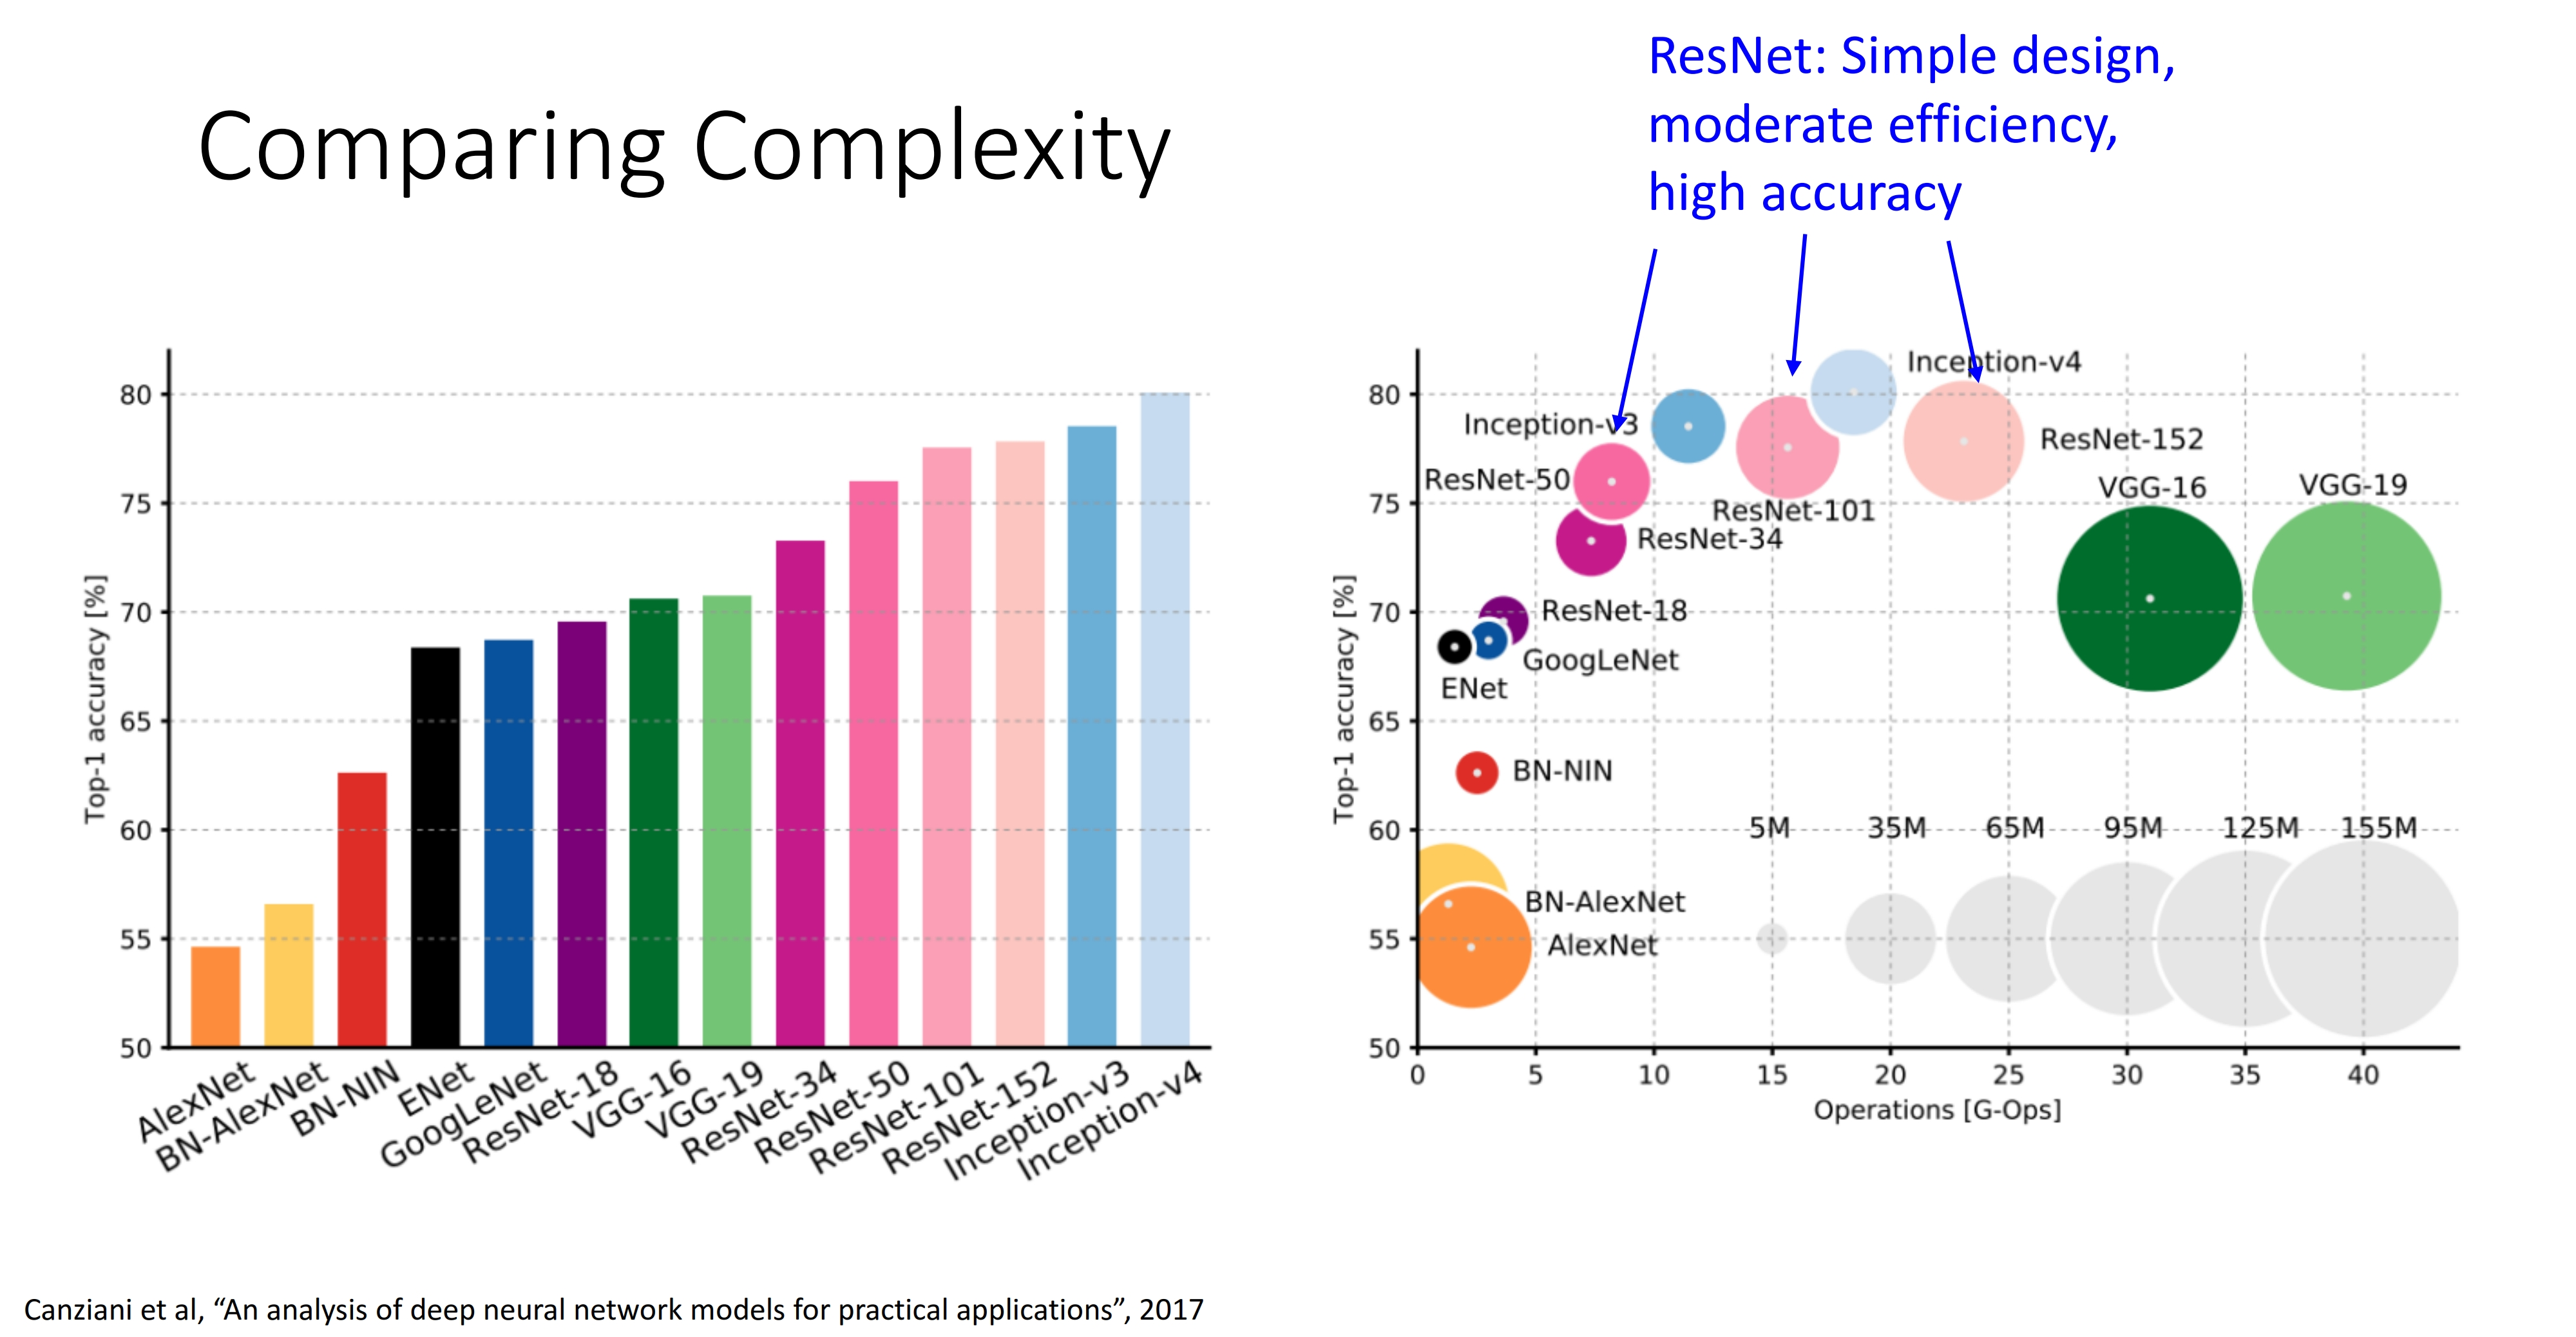 Comparing Complexity
ResNet: Simple design,
moderate efficiency,
high accuracy
Top-1 accuracy [%]
80
75
70
65
60
55
50
AlexNet
BN-AlexNet
BN-NIN
ENet
GoogLeNet
ResNet-18
VGG-16
VGG-19
ResNet-34
ResNet-50
ResNet-101
ResNet-152
Inception-v3
Inception-v4
Top-1 accuracy [%]
80
75
70
65
60
55
50
Inception-v4
Inception-v3
ResNet-152
ResNet-50
VGG-16
VGG-19
ResNet-101
ResNet-34
ResNet-18
GoogLeNet
ENet
BN-NIN
5M
35M
65M
95M
125M
155M
BN-AlexNet
AlexNet
0
5
10
15
20
25
30
35
40
Operations [G-Ops]
Canziani et al, “An analysis of deep neural network models for practical applications”, 2017